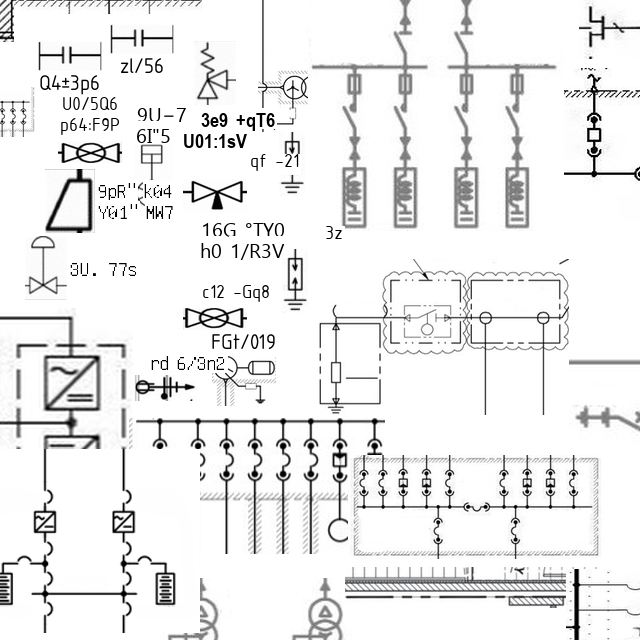 zl/56
Q4±3p6
U0/5Q6
p64:F9P
9U-7
6I"5
3e9 +qT6
U01:1sV
qf -21
9pR" k04
Y01" MW7
16G °TY0
h0 1/R3V
3z
3U. 77s
c12 -Gq8
FGt/019
rd 6/3n2